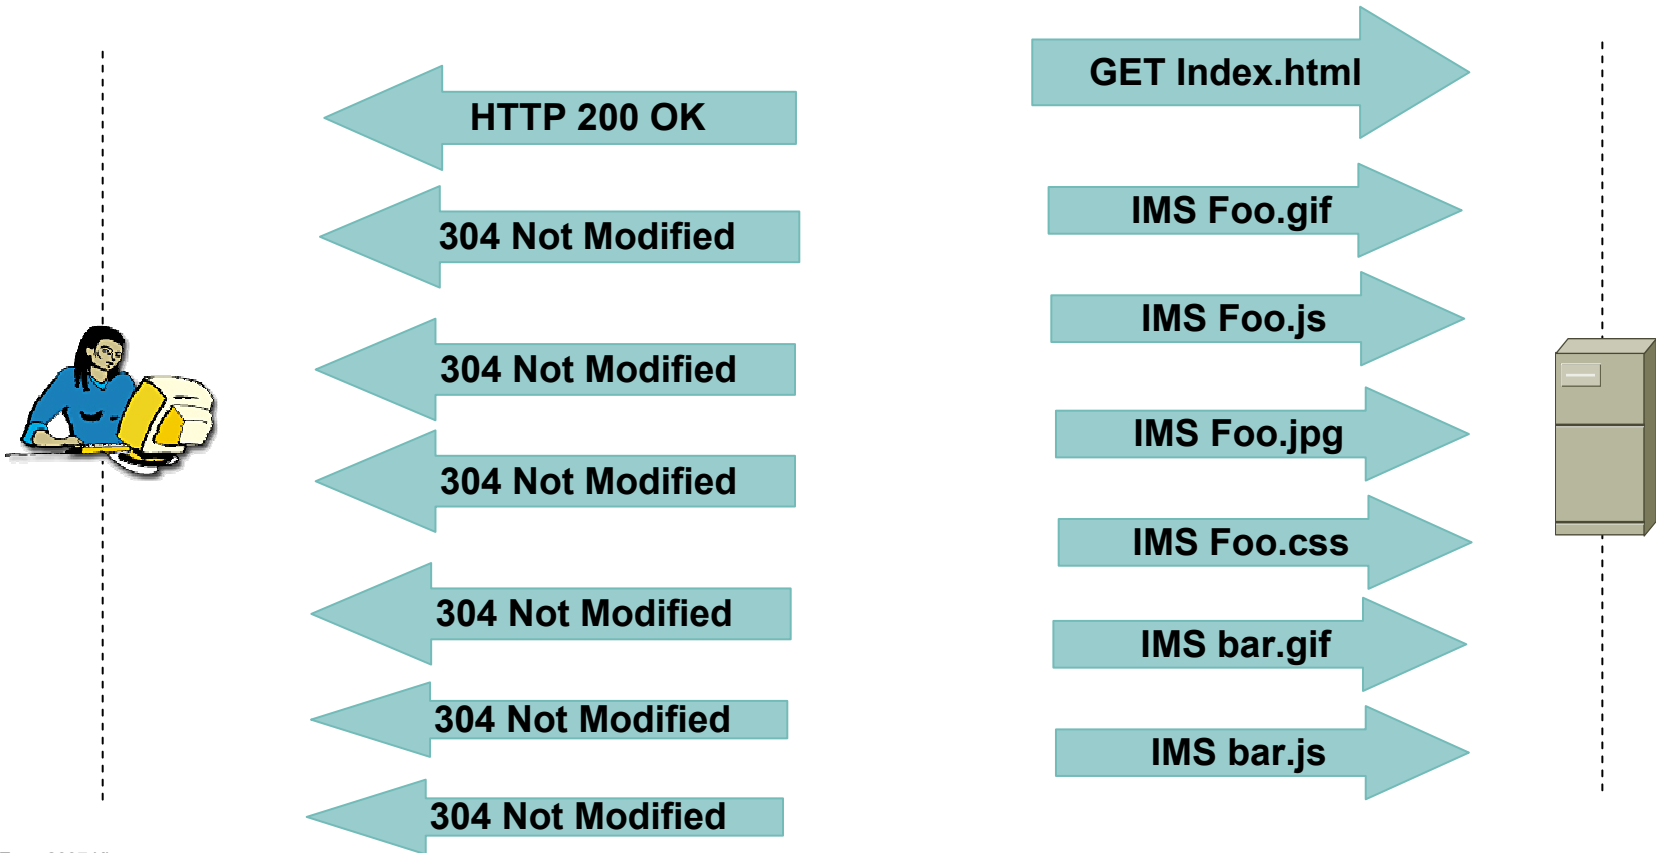 GET Index.html
HTTP 200 OK
IMS Foo.gif
304 Not Modified
IMS Foo.js
304 Not Modified
IMS Foo.jpg
304 Not Modified
IMS Foo.css
304 Not Modified
IMS bar.gif
304 Not Modified
IMS bar.js
304 Not Modified